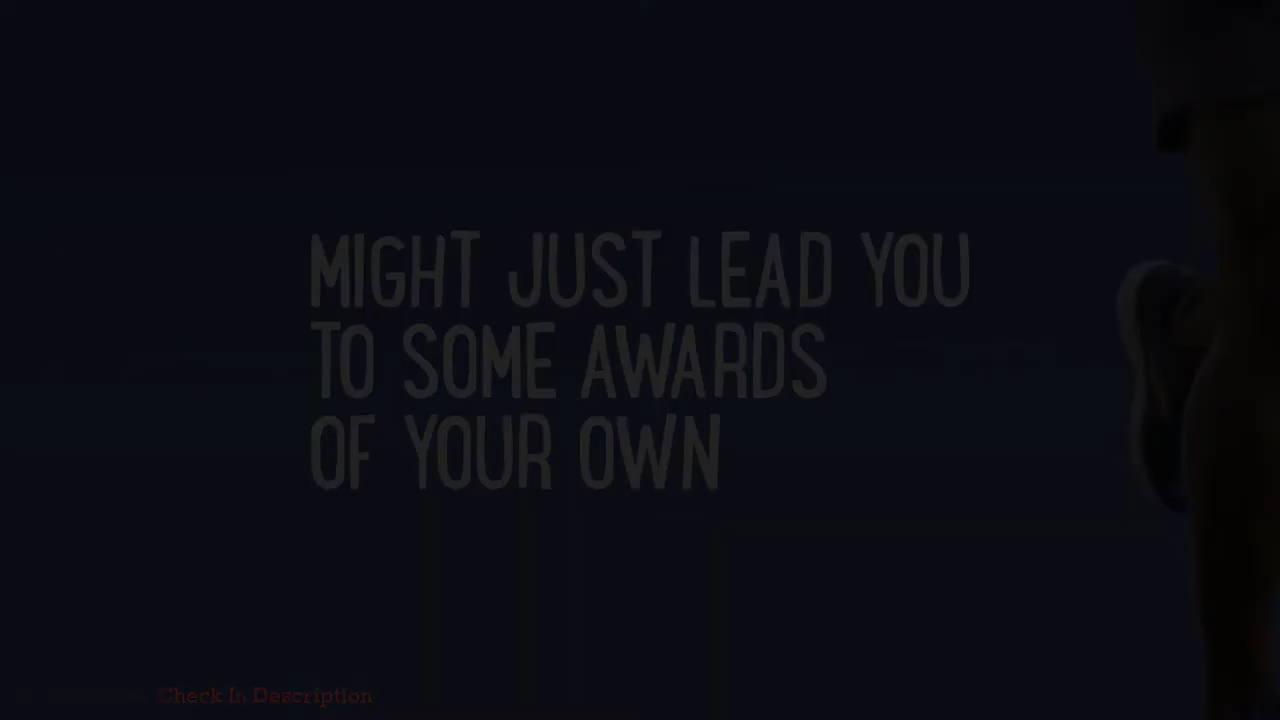 MIGHT JUST LEAD YOU
TO SOME AWARDS
OF YOUR OWN
Check In Description